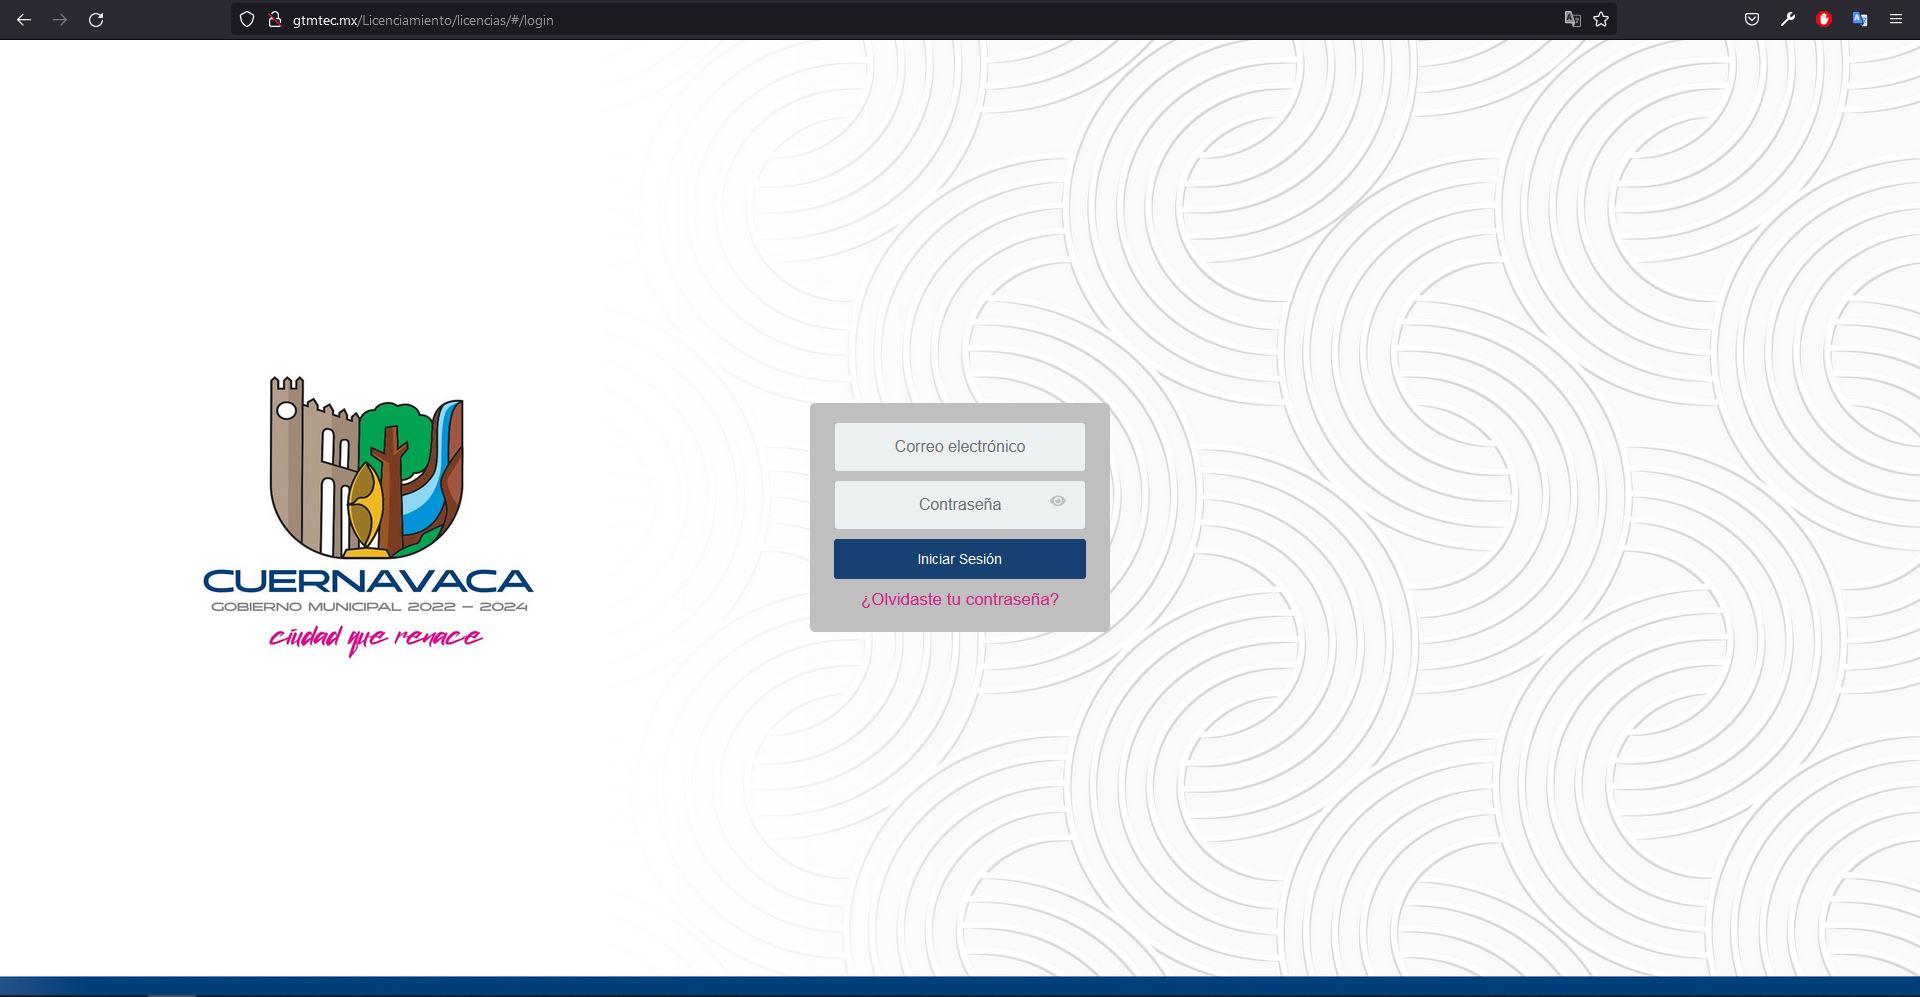 gtmtec.mx/Licenciamiento/licencias/#/login
Correo electrónico
Contraseña
Iniciar Sesión
¿Olvidaste tu contraseña?
CUERNAVACA
GOBIERNO MUNICIPAL 2022 – 2024
ciudad que renace